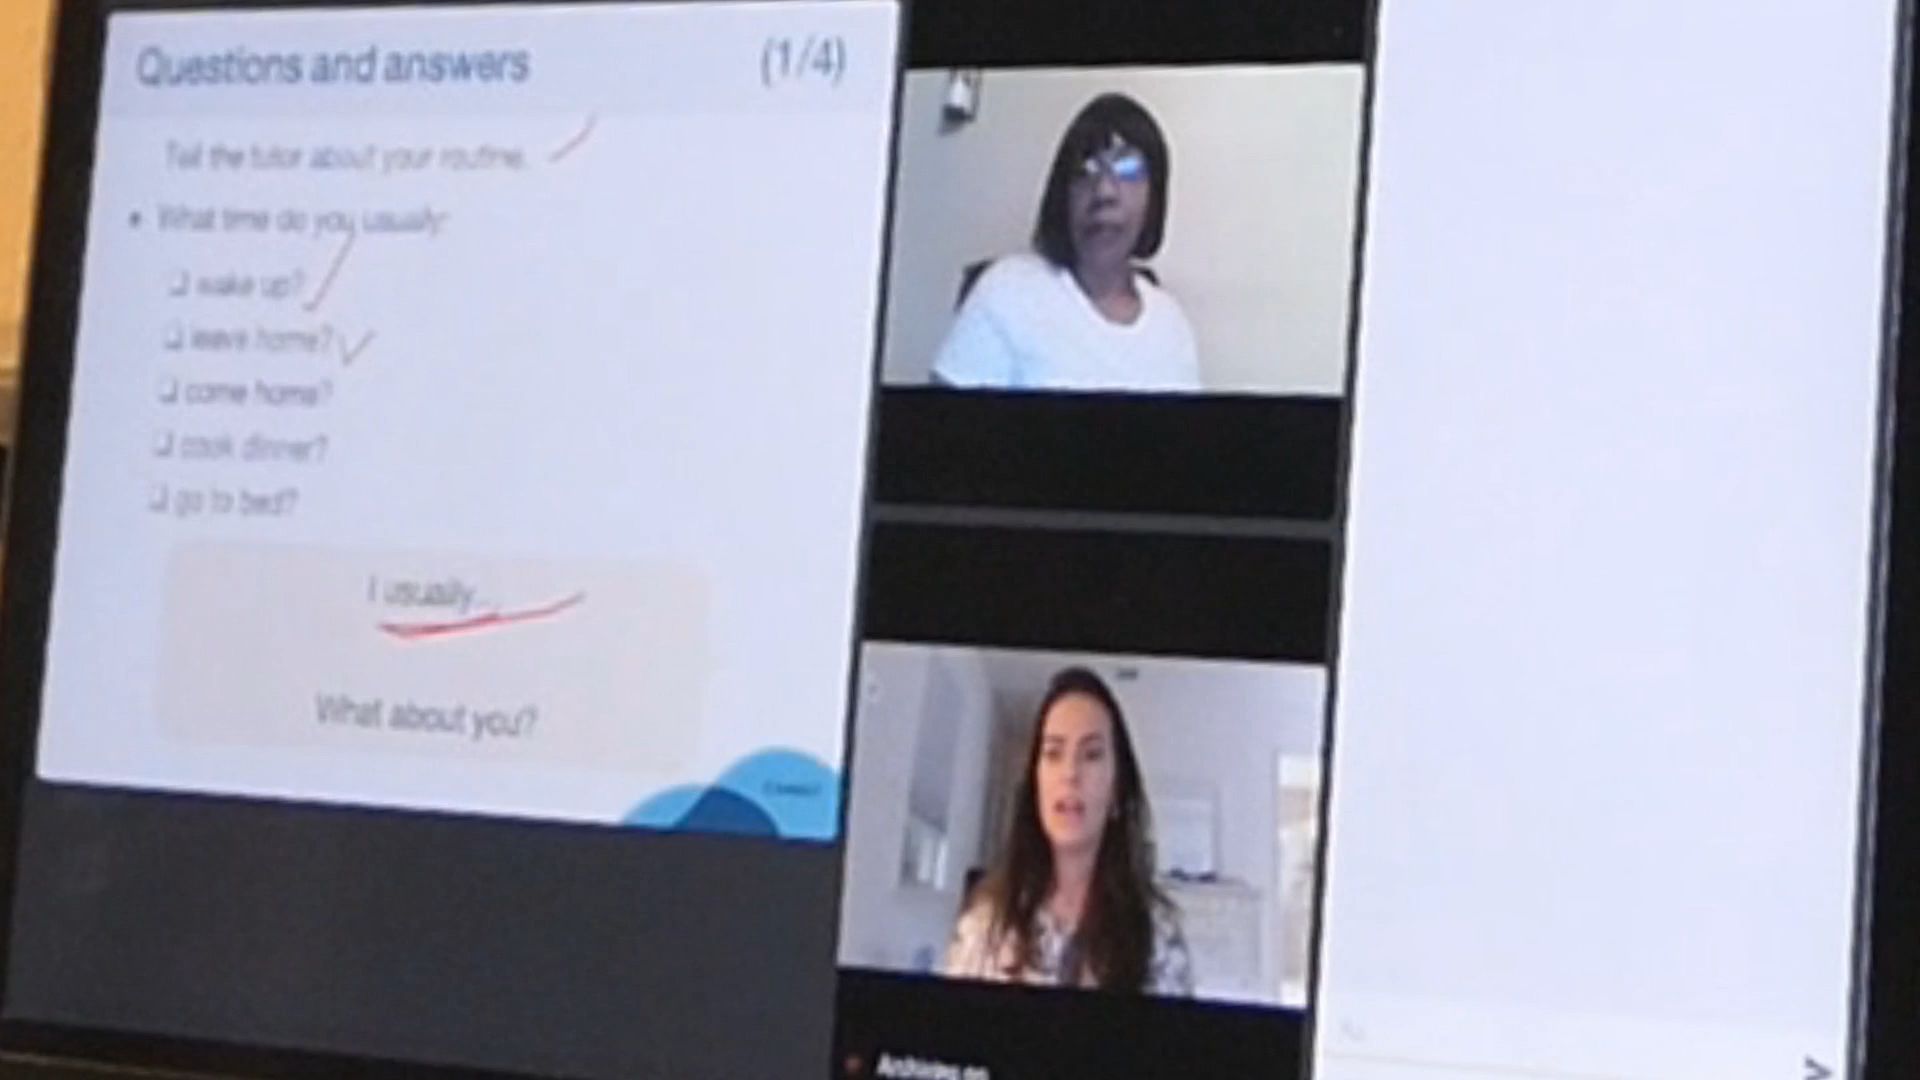 Questions and answers (1/4)
Tell the tutor about your routine.
• What time do you usually:
❑ wake up?
❑ leave home?
❑ come home?
❑ cook dinner?
❑ go to bed?
I usually...
What about you?